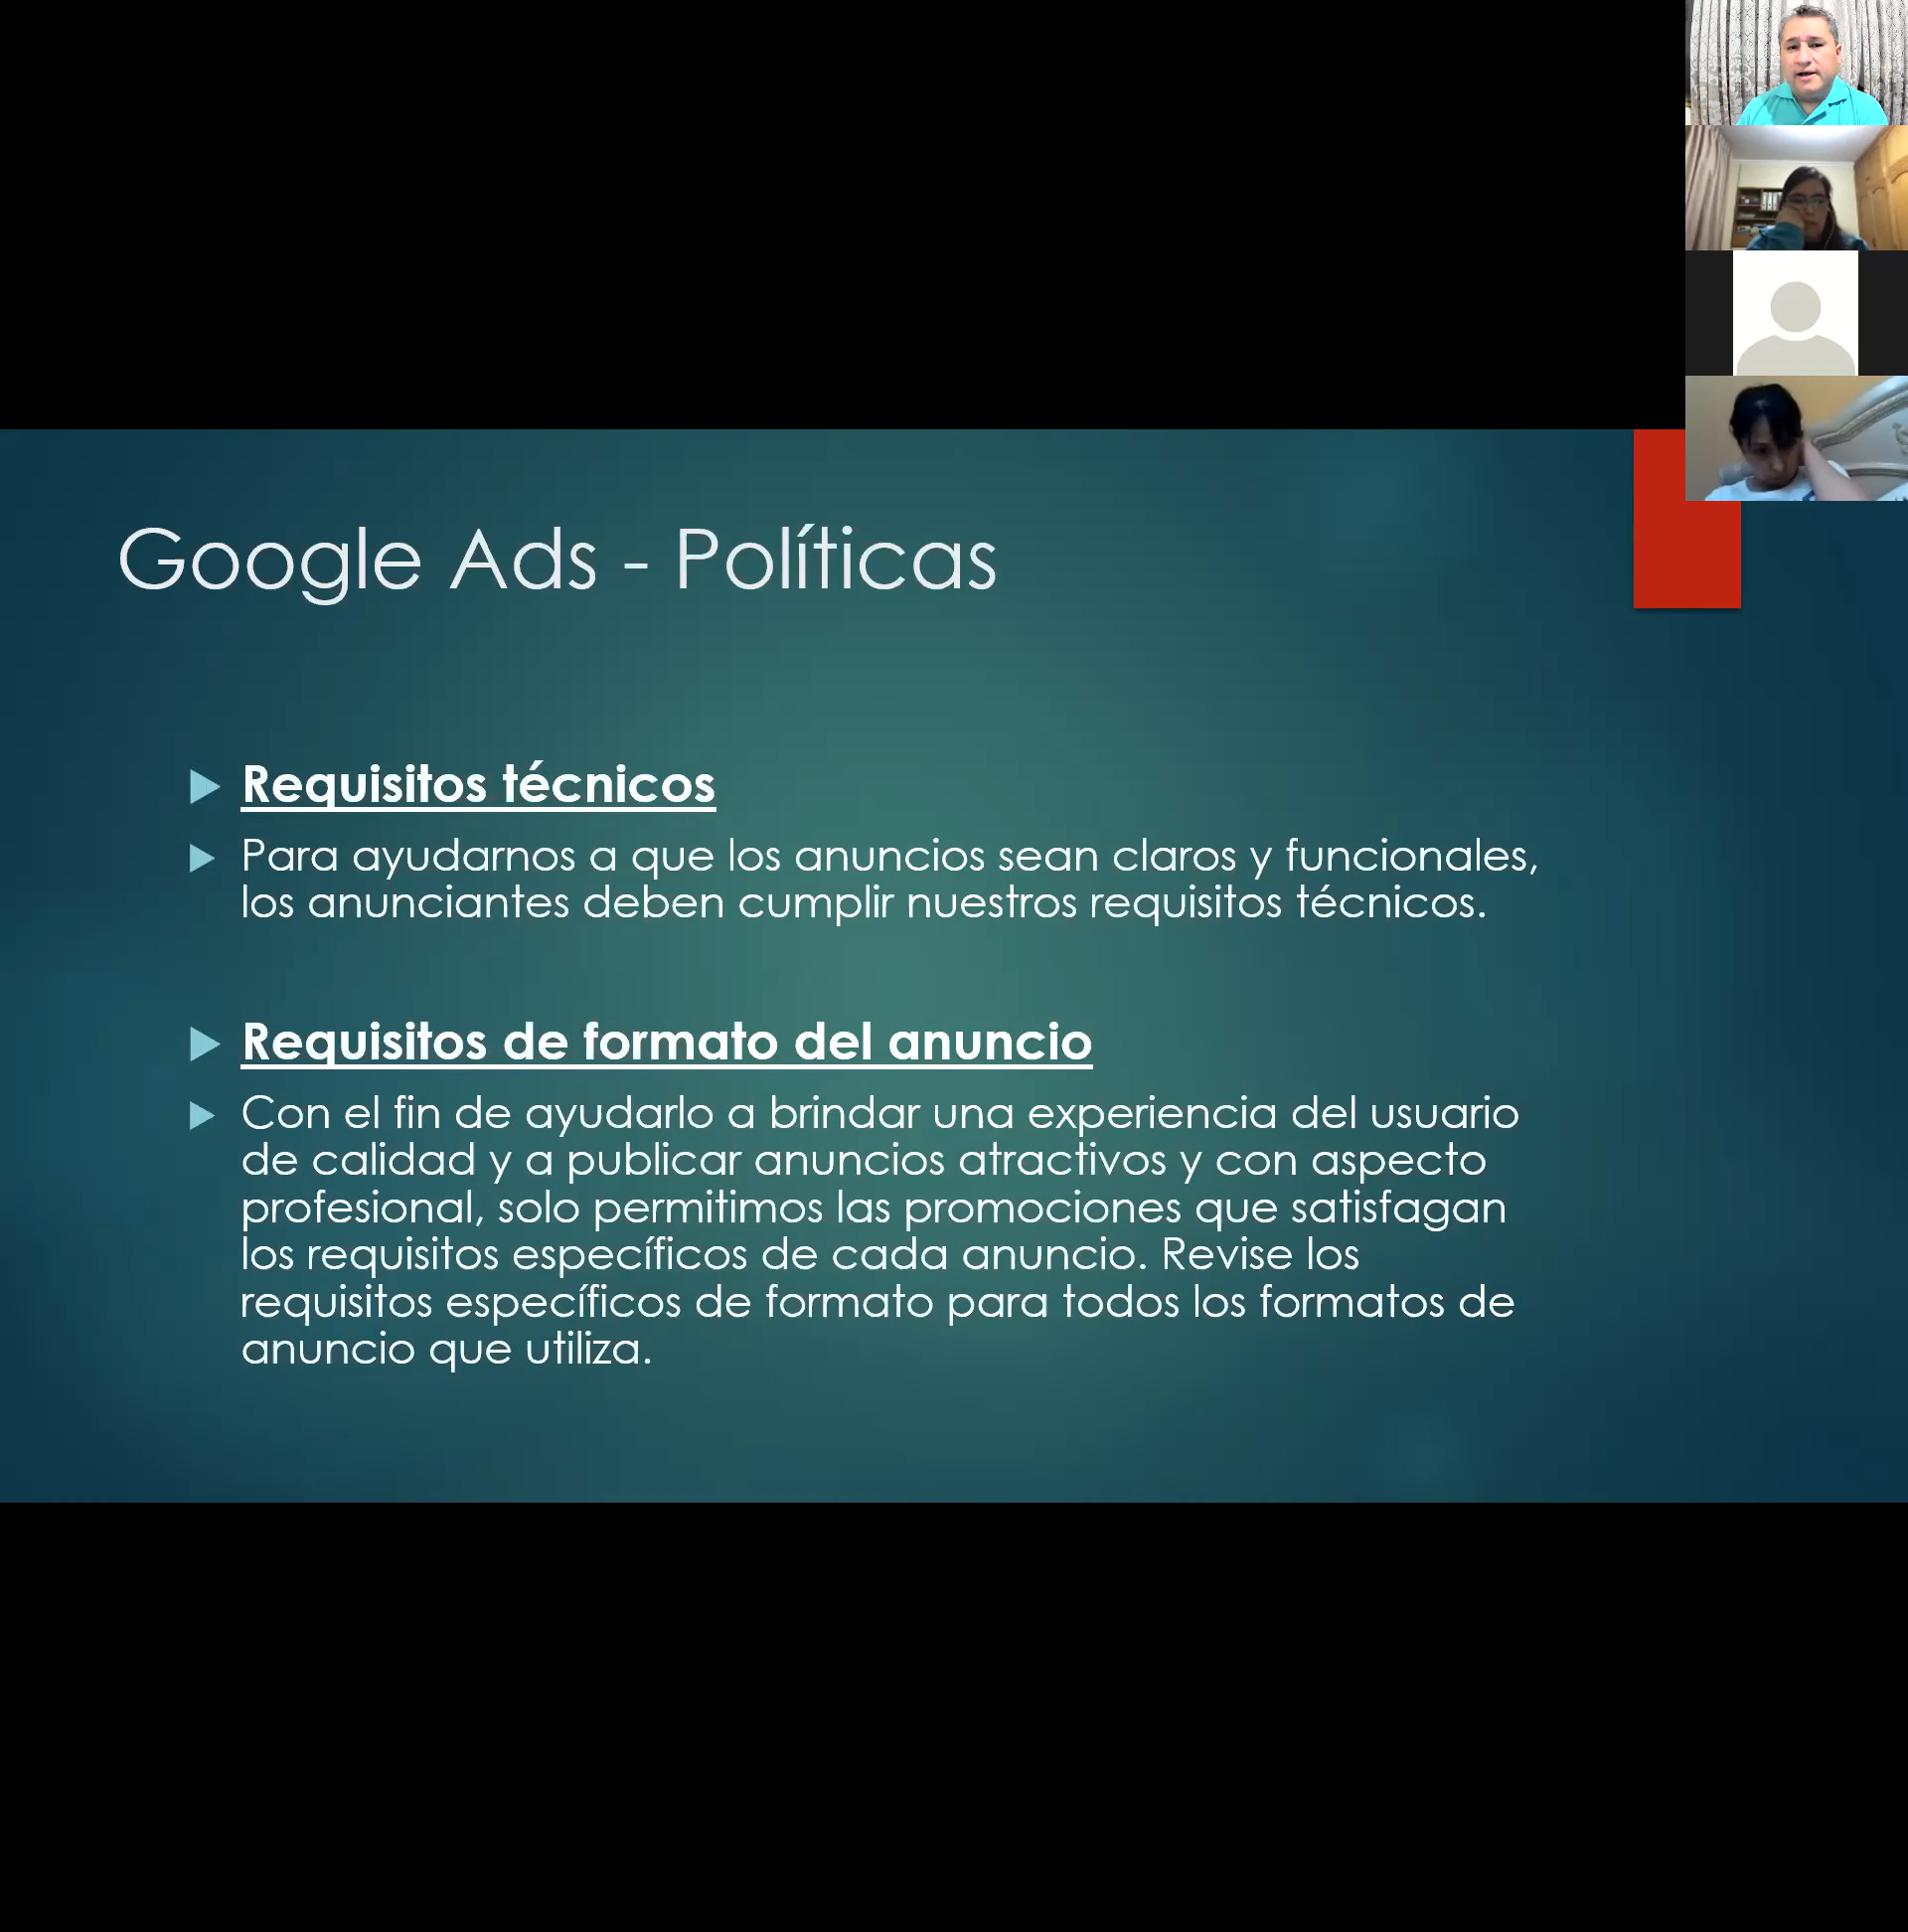 Google Ads - Políticas
Requisitos técnicos
Para ayudarnos a que los anuncios sean claros y funcionales,
los anunciantes deben cumplir nuestros requisitos técnicos.
Requisitos de formato del anuncio
Con el fin de ayudarlo a brindar una experiencia del usuario
de calidad y a publicar anuncios atractivos y con aspecto
profesional, solo permitimos las promociones que satisfagan
los requisitos específicos de cada anuncio. Revise los
requisitos específicos de formato para todos los formatos de
anuncio que utiliza.